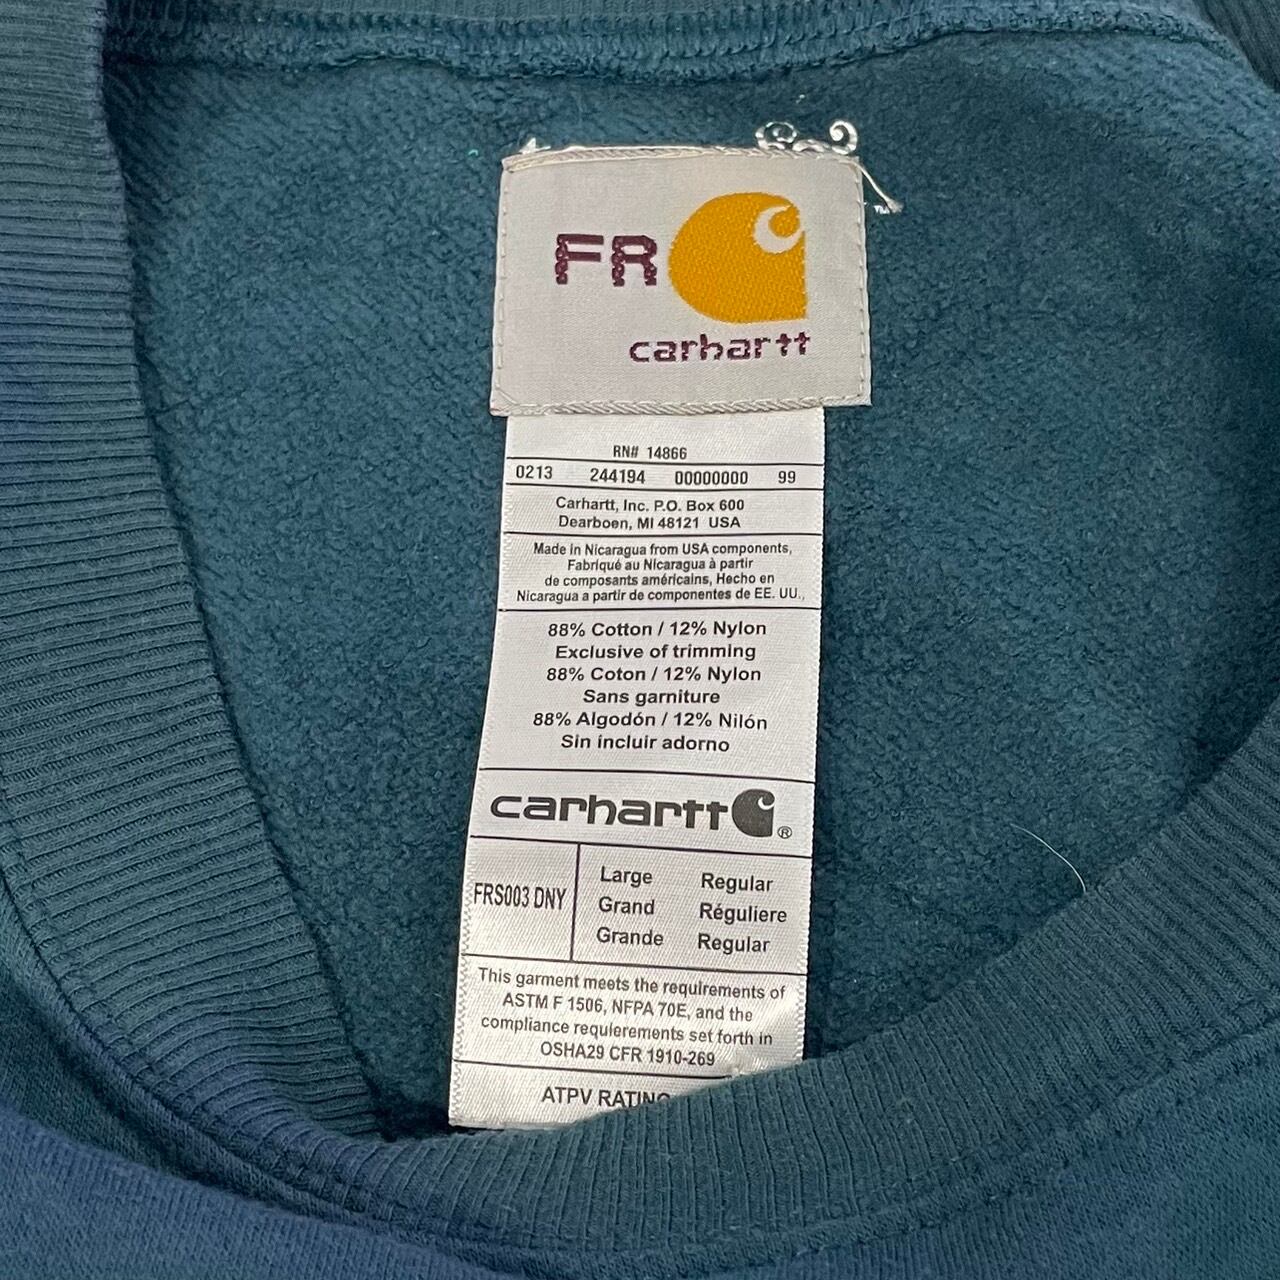 FR
carhartt
RN# 14866
0213 244194 00000000 99
Carhartt, Inc. P.O. Box 600
Dearboen, MI 48121 USA
Made in Nicaragua from USA components,
Fabriqué au Nicaragua à partir
de composants américains, Hecho en
Nicaragua a partir de componentes de EE. UU.,
88% Cotton / 12% Nylon
Exclusive of trimming
88% Coton / 12% Nylon
Sans garniture
88% Algodón / 12% Nilón
Sin incluir adorno
carhartt ®
FRS003 DNY
Large Regular
Grand Réguliere
Grande Regular
This garment meets the requirements of
ASTM F 1506, NFPA 70E, and the
compliance requierements set forth in
OSHA29 CFR 1910-269
ATPV RATING